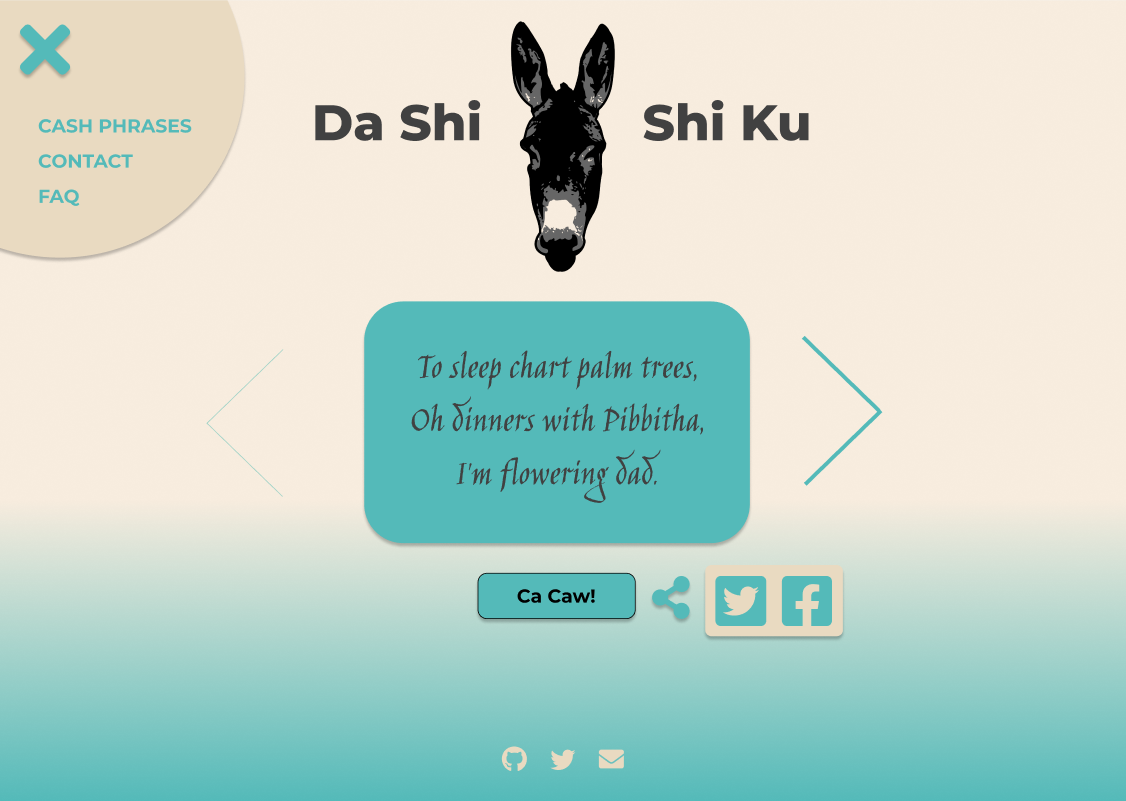 CASH PHRASES
CONTACT
FAQ
Da Shi Shi Ku
To sleep chart palm trees,
Oh dinners with Pibbitha,
I'm flowering dad.
Ca Caw!